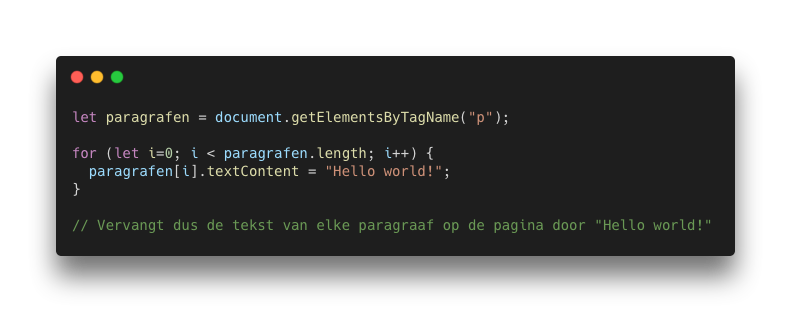 let paragrafen = document.getElementsByTagName("p");
for (let i=0; i < paragrafen.length; i++) {
paragrafen[i].textContent = "Hello world!";
}
// Vervangt dus de tekst van elke paragraaf op de pagina door "Hello world!"